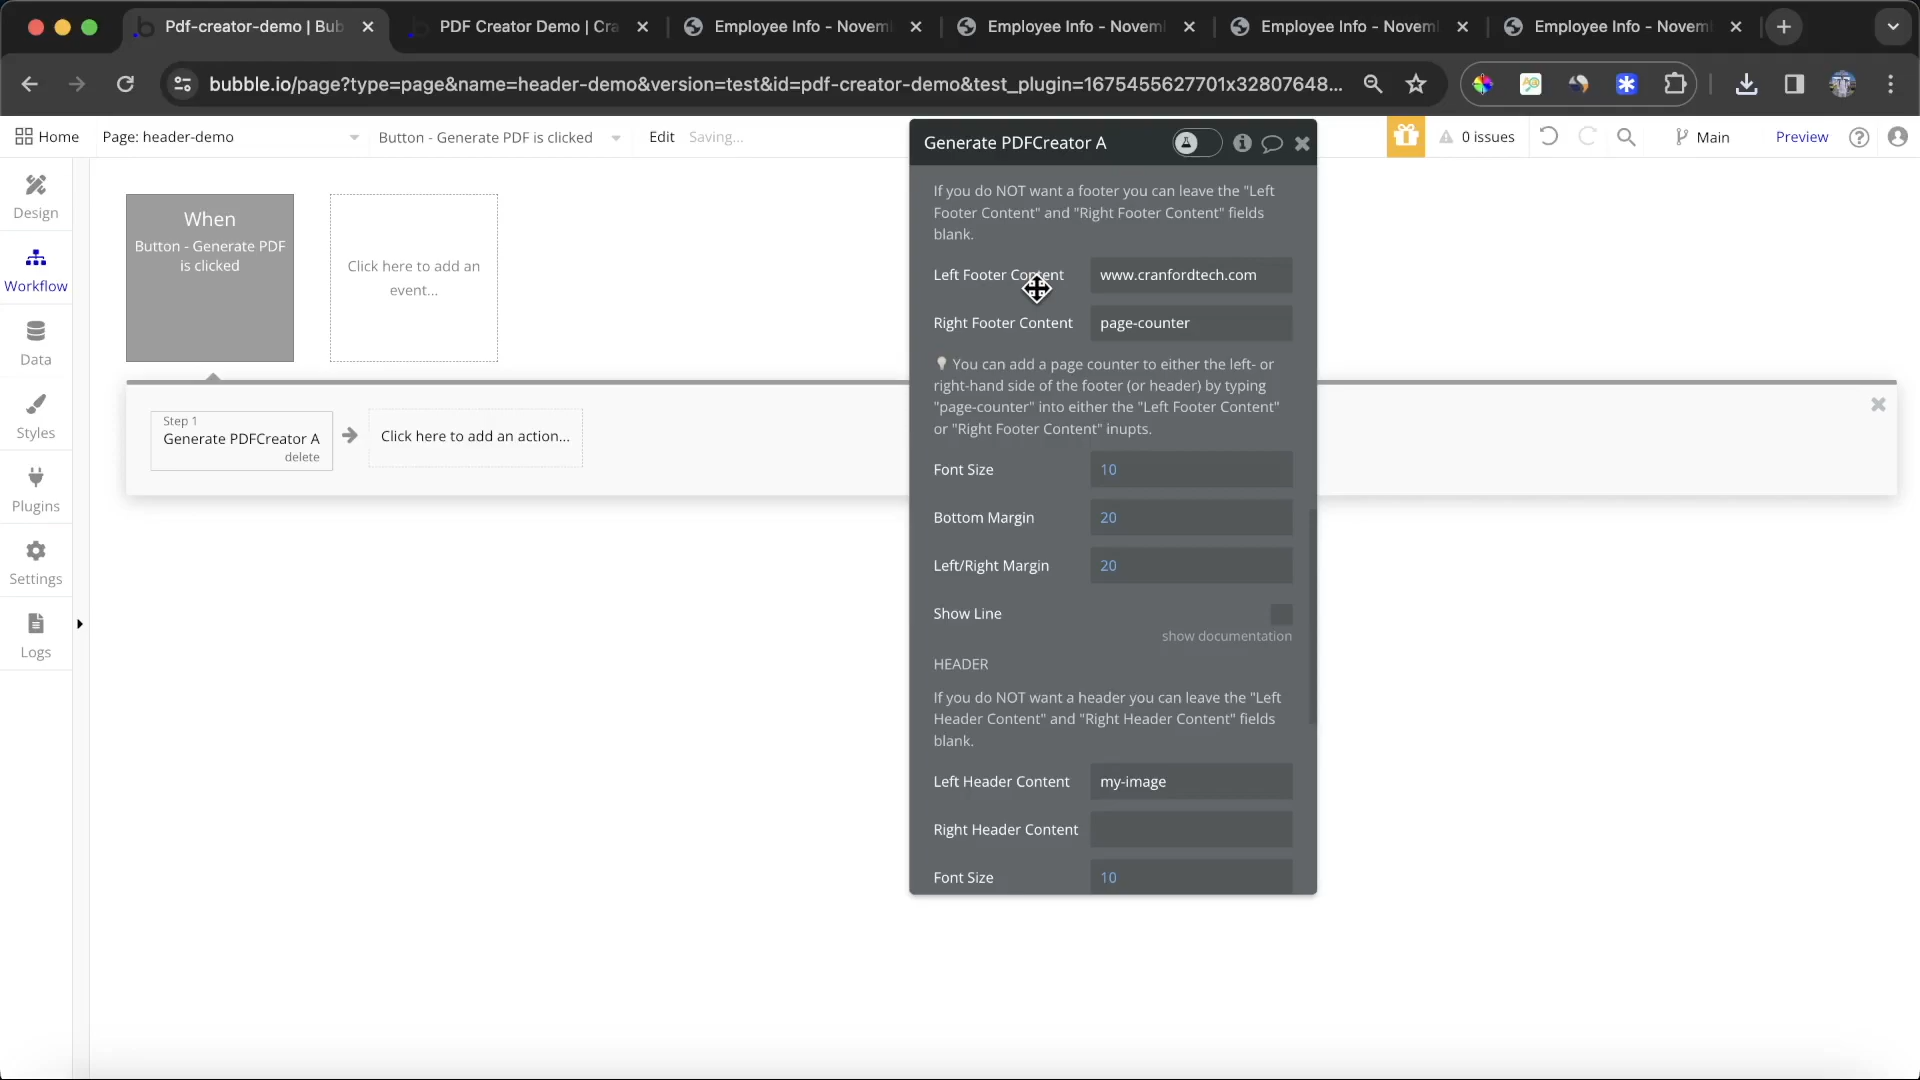 Pdf-creator-demo | Bub
PDF Creator Demo | Cra
Employee Info - Novem
Employee Info - Novem
Employee Info - Novem
Employee Info - Novem
bubble.io/page?type=page&name=header-demo&version=test&id=pdf-creator-demo&test_plugin=1675455627701x32807648...
Home
Page: header-demo
Button - Generate PDF is clicked
Edit
Saving...
0 issues
Main
Preview
Design
Workflow
Data
Styles
Plugins
Settings
Logs
When
Button - Generate PDF
is clicked
Click here to add an
event...
Step 1
Generate PDFCreator A
delete
Click here to add an action...
Generate PDFCreator A
If you do NOT want a footer you can leave the "Left
Footer Content" and "Right Footer Content" fields
blank.
Left Footer Content
www.cranfordtech.com
Right Footer Content
page-counter
You can add a page counter to either the left- or
right-hand side of the footer (or header) by typing
"page-counter" into either the "Left Footer Content"
or "Right Footer Content" inupts.
Font Size
10
Bottom Margin
20
Left/Right Margin
20
Show Line
show documentation
HEADER
If you do NOT want a header you can leave the "Left
Header Content" and "Right Header Content" fields
blank.
Left Header Content
my-image
Right Header Content
Font Size
10